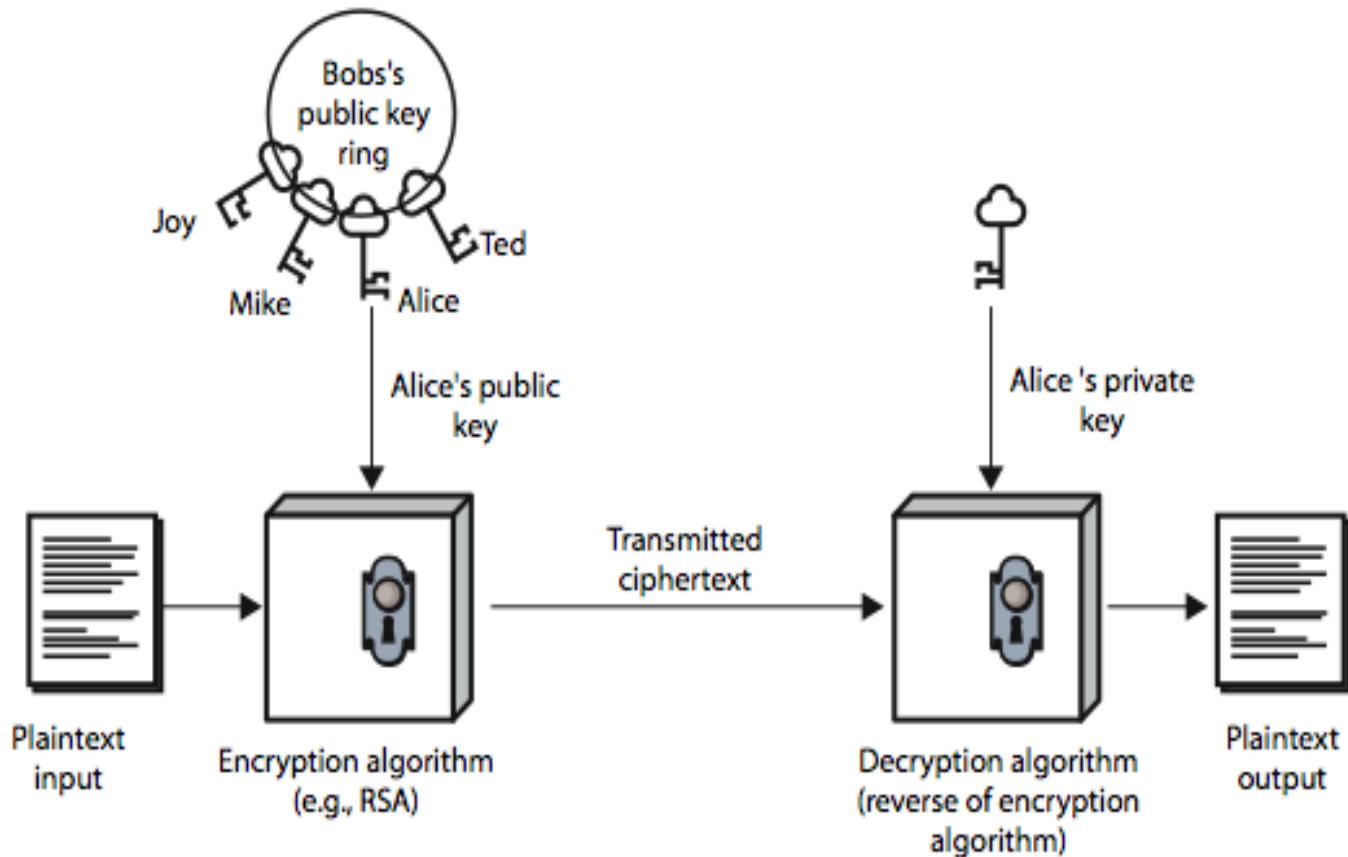 Bobs's
public key
ring
Joy
Ted
Mike
Alice
Alice's public
key
Alice 's private
key
Transmitted
ciphertext
Plaintext
input
Encryption algorithm
(e.g., RSA)
Decryption algorithm
(reverse of encryption
algorithm)
Plaintext
output